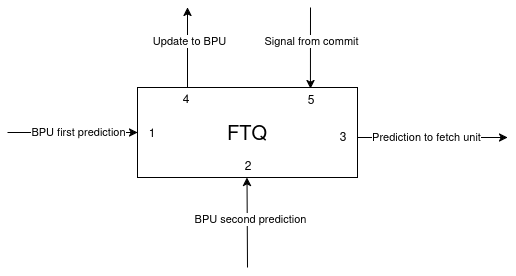 Update to BPU
Signal from commit
4
5
BPU first prediction
1
FTQ
3
Prediction to fetch unit
2
BPU second prediction